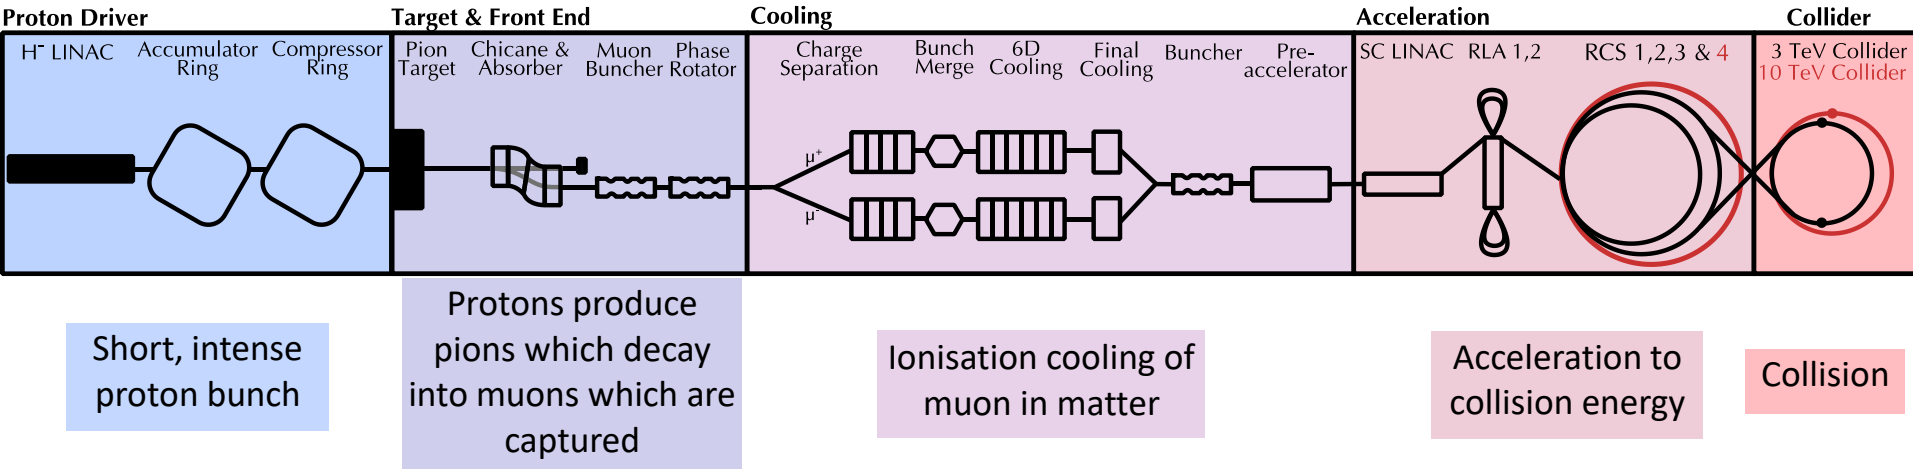 Proton Driver
Target & Front End
Cooling
Acceleration
Collider
H⁻ LINAC
Accumulator
Ring
Compressor
Ring
Pion
Target
Chicane &
Absorber
Muon
Buncher
Phase
Rotator
Charge
Separation
Bunch
Merge
6D
Cooling
Final
Cooling
Buncher
Pre-
accelerator
SC LINAC
RLA 1,2
RCS 1,2,3 & 4
3 TeV Collider
10 TeV Collider
μ⁺
μ⁻
Short, intense
proton bunch
Protons produce
pions which decay
into muons which are
captured
Ionisation cooling of
muon in matter
Acceleration to
collision energy
Collision